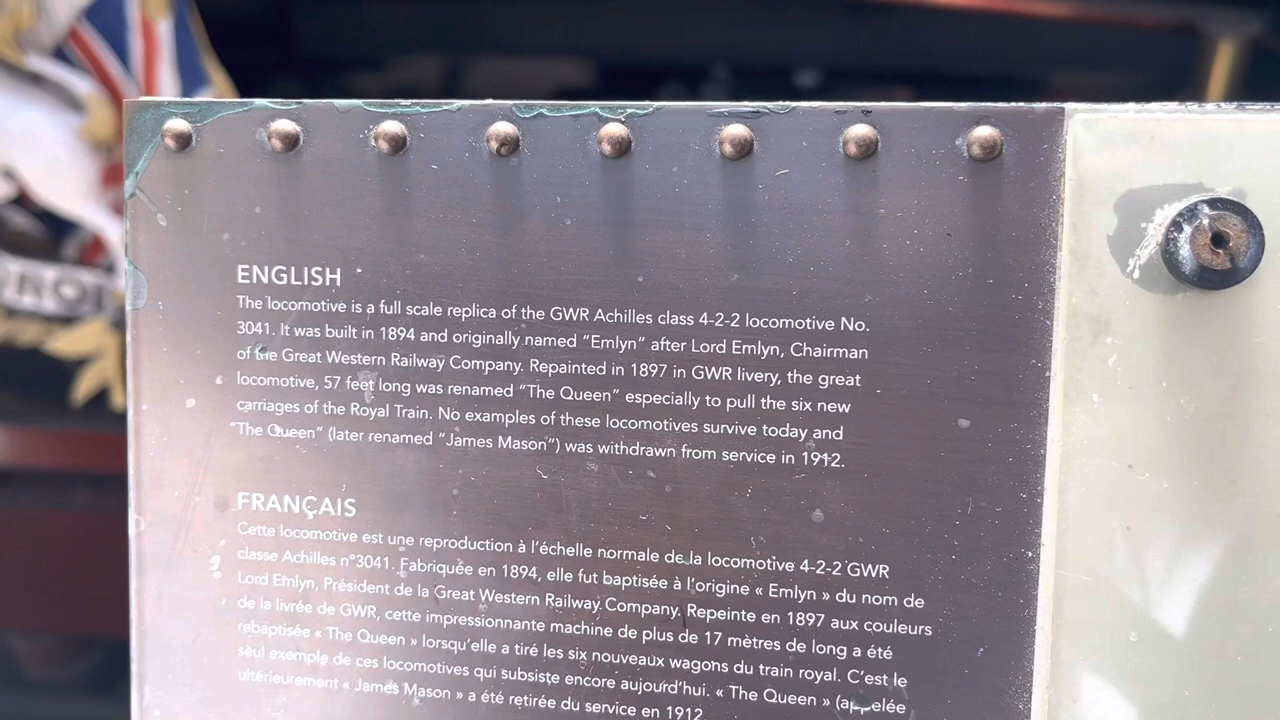 ENGLISH
The locomotive is a full scale replica of the GWR Achilles class 4-2-2 locomotive No.
3041. It was built in 1894 and originally named “Emlyn” after Lord Emlyn, Chairman
of the Great Western Railway Company. Repainted in 1897 in GWR livery, the great
locomotive, 57 feet long was renamed “The Queen” especially to pull the six new
carriages of the Royal Train. No examples of these locomotives survive today and
“The Queen” (later renamed “James Mason”) was withdrawn from service in 1912.
FRANÇAIS
Cette locomotive est une reproduction à l’échelle normale de la locomotive 4-2-2 GWR
classe Achilles n°3041. Fabriquée en 1894, elle fut baptisée à l’origine « Emlyn » du nom de
Lord Emlyn, Président de la Great Western Railway Company. Repeinte en 1897 aux couleurs
de la livrée de GWR, cette impressionnante machine de plus de 17 mètres de long a été
rebaptisée « The Queen » lorsqu’elle a tiré les six nouveaux wagons du train royal. C’est le
seul exemple de ces locomotives qui subsiste encore aujourd’hui. « The Queen » (appelée
ultérieurement « James Mason » a été retirée du service en 1912